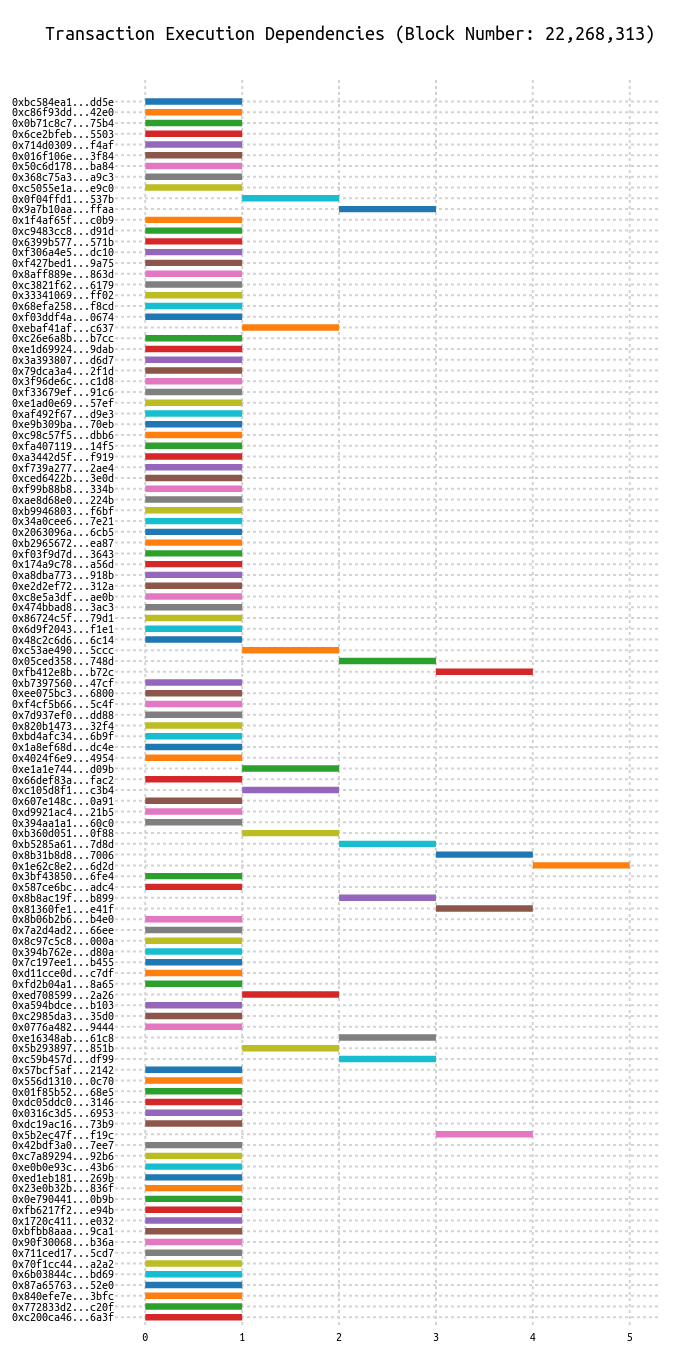 Transaction Execution Dependencies (Block Number: 22,268,313)
0xbc584ea1...dd5e
0xc86f93dd...42e0
0x0b71c8c7...75b4
0x6ce2bfeb...5503
0x714d0309...f4af
0x016f106e...3f84
0x50c6d178...ba84
0x368c75a3...a9c3
0xc5055e1a...e9c0
0x0f04ffd1...537b
0x9a7b10aa...ffaa
0x1f4af65f...c0b9
0xc9483cc8...d91d
0x6399b577...571b
0xf306a4e5...dc10
0xf427bed1...9a75
0x8aff889e...863d
0xc3821f62...6179
0x33341069...ff02
0x68efa258...f8cd
0xf03ddf4a...0674
0xebaf41af...c637
0xc26e6a8b...b7cc
0xe1d69924...9dab
0x3a393807...d6d7
0x79dca3a4...2f1d
0x3f96de6c...c1d8
0xf33679ef...91c6
0xe1ad0e69...57ef
0xaf492f67...d9e3
0xe9b309ba...70eb
0xc98c57f5...dbb6
0xfa407119...14f5
0xa3442d5f...f919
0xf739a277...2ae4
0xced6422b...3e0d
0xf99b88b8...334b
0xae8d68e0...224b
0xb9946803...f6bf
0x34a0cee6...7e21
0x2063096a...6cb5
0xb2965672...ea87
0xf03f9d7d...3643
0x174a9c78...a56d
0xa8dba773...918b
0xe2d2ef72...312a
0xc8e5a3df...ae0b
0x474bbad8...3ac3
0x86724c5f...79d1
0x6d9f2043...f1e1
0x48c2c6d6...6c14
0xc53ae490...5ccc
0x05ced358...748d
0xfb412e8b...b72c
0xb7397560...47cf
0xee075bc3...6800
0xf4cf5b66...5c4f
0x7d937ef0...dd88
0x820b1473...32f4
0xbd4afc34...6b9f
0x1a8ef68d...dc4e
0x4024f6e9...4954
0xe1a1e744...d09b
0x66def83a...fac2
0xc105d8f1...c3b4
0x607e148c...0a91
0xd9921ac4...21b5
0x394aa1a1...60c0
0xb360d051...0f88
0xb5285a61...7d8d
0x8b31b8d8...7006
0x1e62c8e2...6d2d
0x3bf43850...6fe4
0x587ce6bc...adc4
0x8b8ac19f...b899
0x81360fe1...e41f
0x8b06b2b6...b4e0
0x7a2d4ad2...66ee
0x8c97c5c8...000a
0x394b762e...d80a
0x7c197ee1...b455
0xd11cce0d...c7df
0xfd2b04a1...8a65
0xed708599...2a26
0xa594bdce...b103
0xc2985da3...35d0
0x0776a482...9444
0xe16348ab...61c8
0x5b293897...851b
0xc59b457d...df99
0x57bcf5af...2142
0x556d1310...0c70
0x01f85b52...68e5
0xdc05ddc0...3146
0x0316c3d5...6953
0xdc19ac16...73b9
0x5b2ec47f...f19c
0x42bdf3a0...7ee7
0xc7a89294...92b6
0xe0b0e93c...43b6
0xed1eb181...269b
0x23e0b32b...836f
0x0e790441...0b9b
0xfb6217f2...e94b
0x1720c411...e032
0xbfbb8aaa...9ca1
0x90f30068...b36a
0x711ced17...5cd7
0x70f1cc44...a2a2
0x6b03844c...bd69
0x87a65763...52e0
0x840efe7e...3bfc
0x772833d2...c20f
0xc200ca46...6a3f
0 1 2 3 4 5